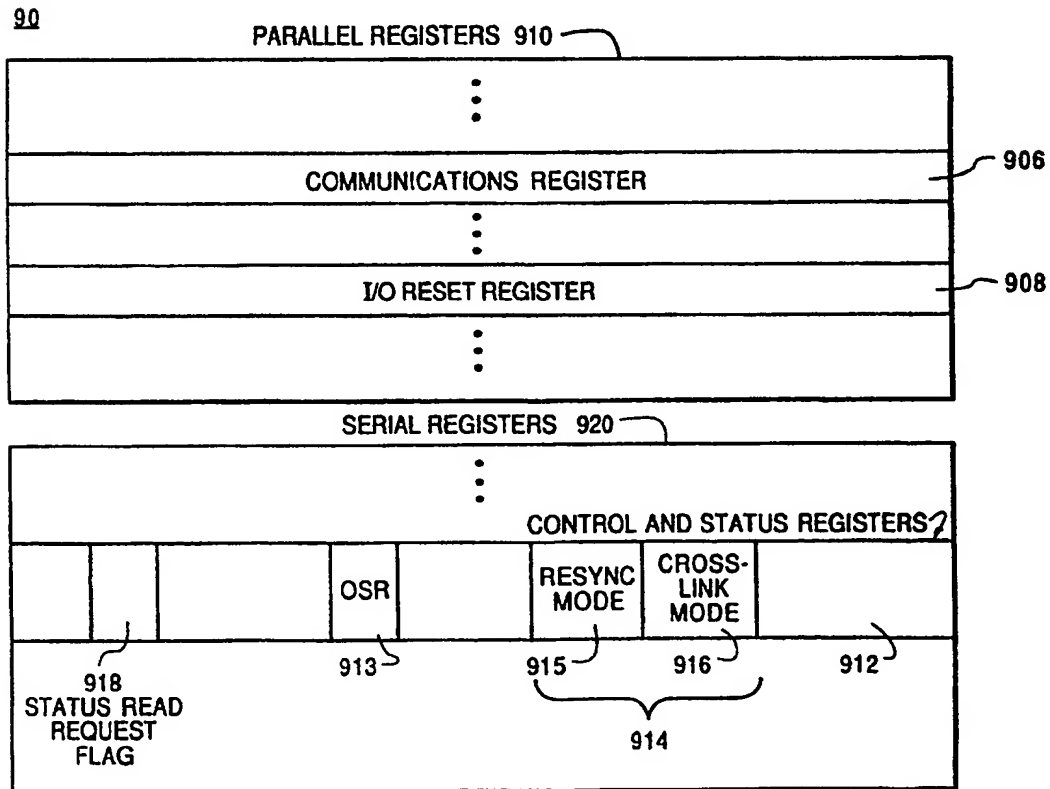 90
PARALLEL REGISTERS 910
COMMUNICATIONS REGISTER
906
I/O RESET REGISTER
908
SERIAL REGISTERS 920
CONTROL AND STATUS REGISTERS
OSR
RESYNC
MODE
CROSS-
LINK
MODE
918
STATUS READ
REQUEST
FLAG
913
915
916
912
914